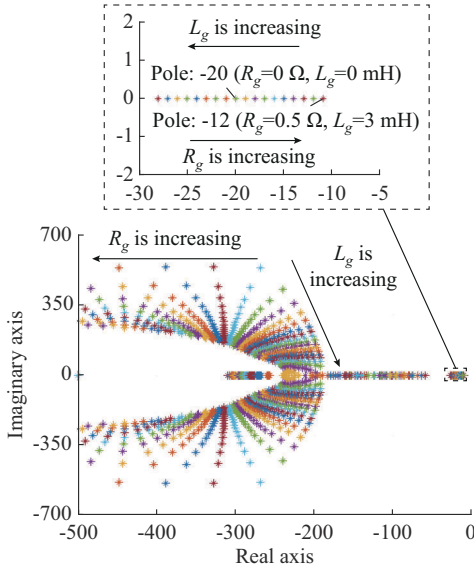 2
L_g is increasing
1
Pole: -20 (R_g=0 Ω, L_g=0 mH)
0
Pole: -12 (R_g=0.5 Ω, L_g=3 mH)
-1
R_g is increasing
-2
-30 -25 -20 -15 -10 -5
700
R_g is increasing
L_g is
increasing
350
0
-350
-700
Imaginary axis
-500 -400 -300 -200 -100 0
Real axis